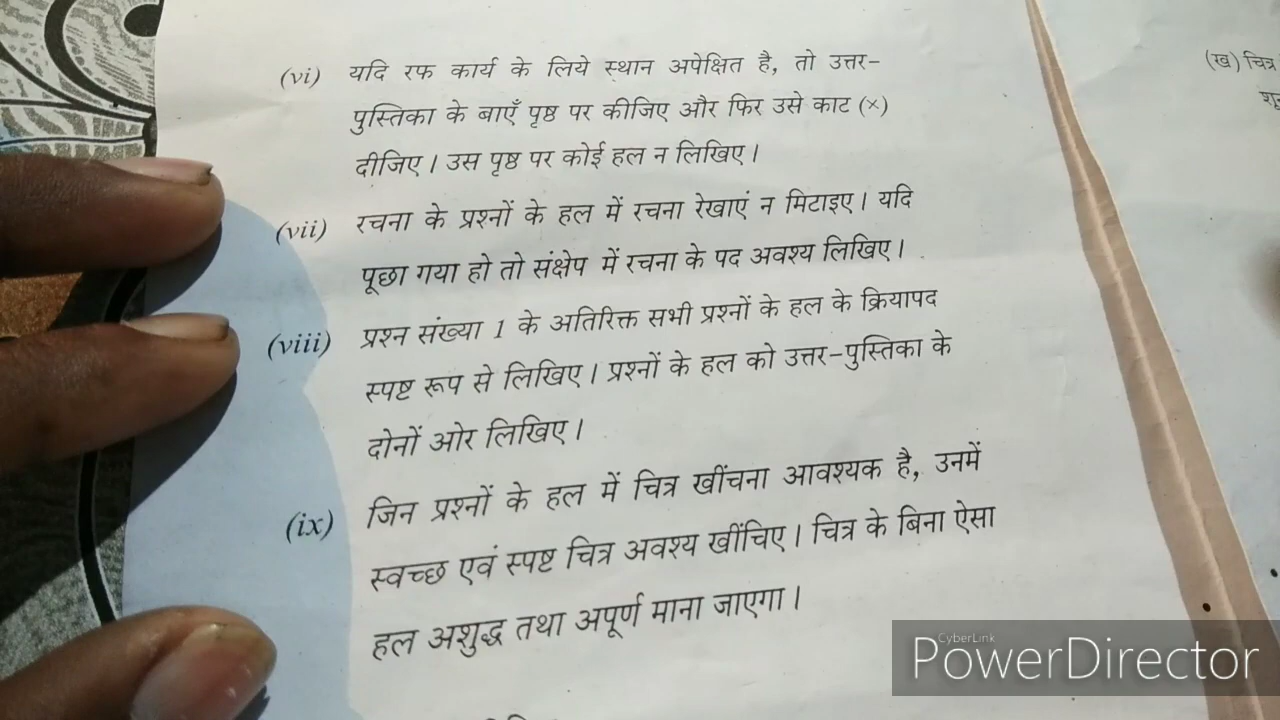 (vi) यदि रफ कार्य के लिये स्थान अपेक्षित है, तो उत्तर-
पुस्तिका के बाएँ पृष्ठ पर कीजिए और फिर उसे काट (×)
दीजिए। उस पृष्ठ पर कोई हल न लिखिए।
(vii) रचना के प्रश्नों के हल में रचना रेखाएं न मिटाइए। यदि
पूछा गया हो तो संक्षेप में रचना के पद अवश्य लिखिए।
(viii) प्रश्न संख्या 1 के अतिरिक्त सभी प्रश्नों के हल के क्रियापद
स्पष्ट रूप से लिखिए। प्रश्नों के हल को उत्तर-पुस्तिका के
दोनों ओर लिखिए।
(ix) जिन प्रश्नों के हल में चित्र खींचना आवश्यक है, उनमें
स्वच्छ एवं स्पष्ट चित्र अवश्य खींचिए। चित्र के बिना ऐसा
हल अशुद्ध तथा अपूर्ण माना जाएगा।
(ख) चित्र
CyberLink
PowerDirector